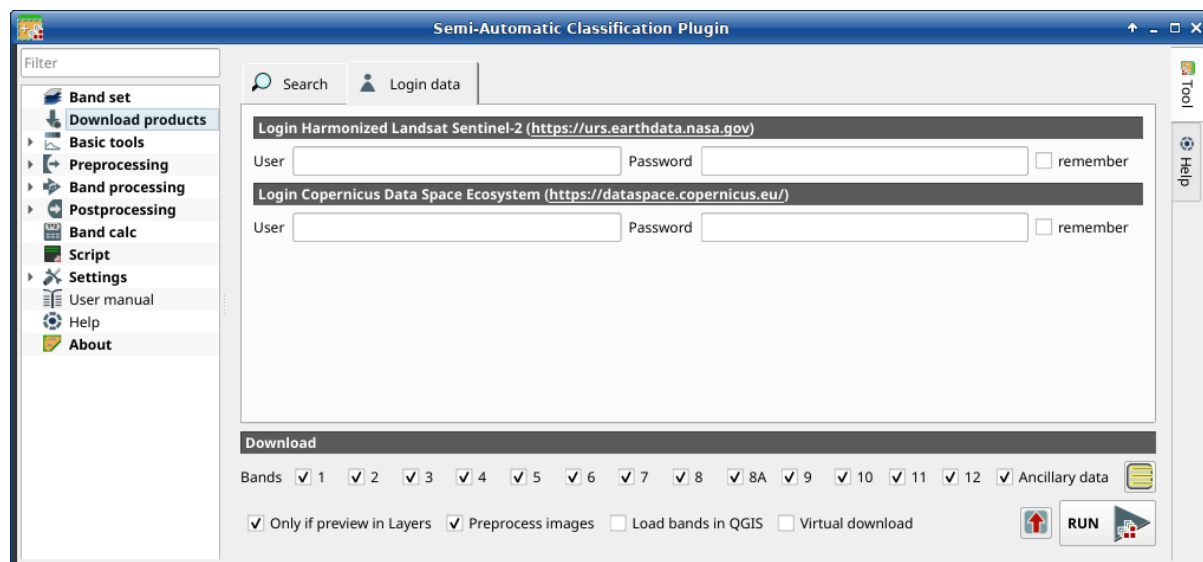 Semi-Automatic Classification Plugin
Filter
Band set
Download products
Basic tools
Preprocessing
Band processing
Postprocessing
Band calc
Script
Settings
User manual
Help
About
Search Login data
Login Harmonized Landsat Sentinel-2 (https://urs.earthdata.nasa.gov)
User Password remember
Login Copernicus Data Space Ecosystem (https://dataspace.copernicus.eu/)
User Password remember
Download
Bands 1 2 3 4 5 6 7 8 8A 9 10 11 12 Ancillary data
Only if preview in Layers Preprocess images Load bands in QGIS Virtual download RUN
Tool
Help